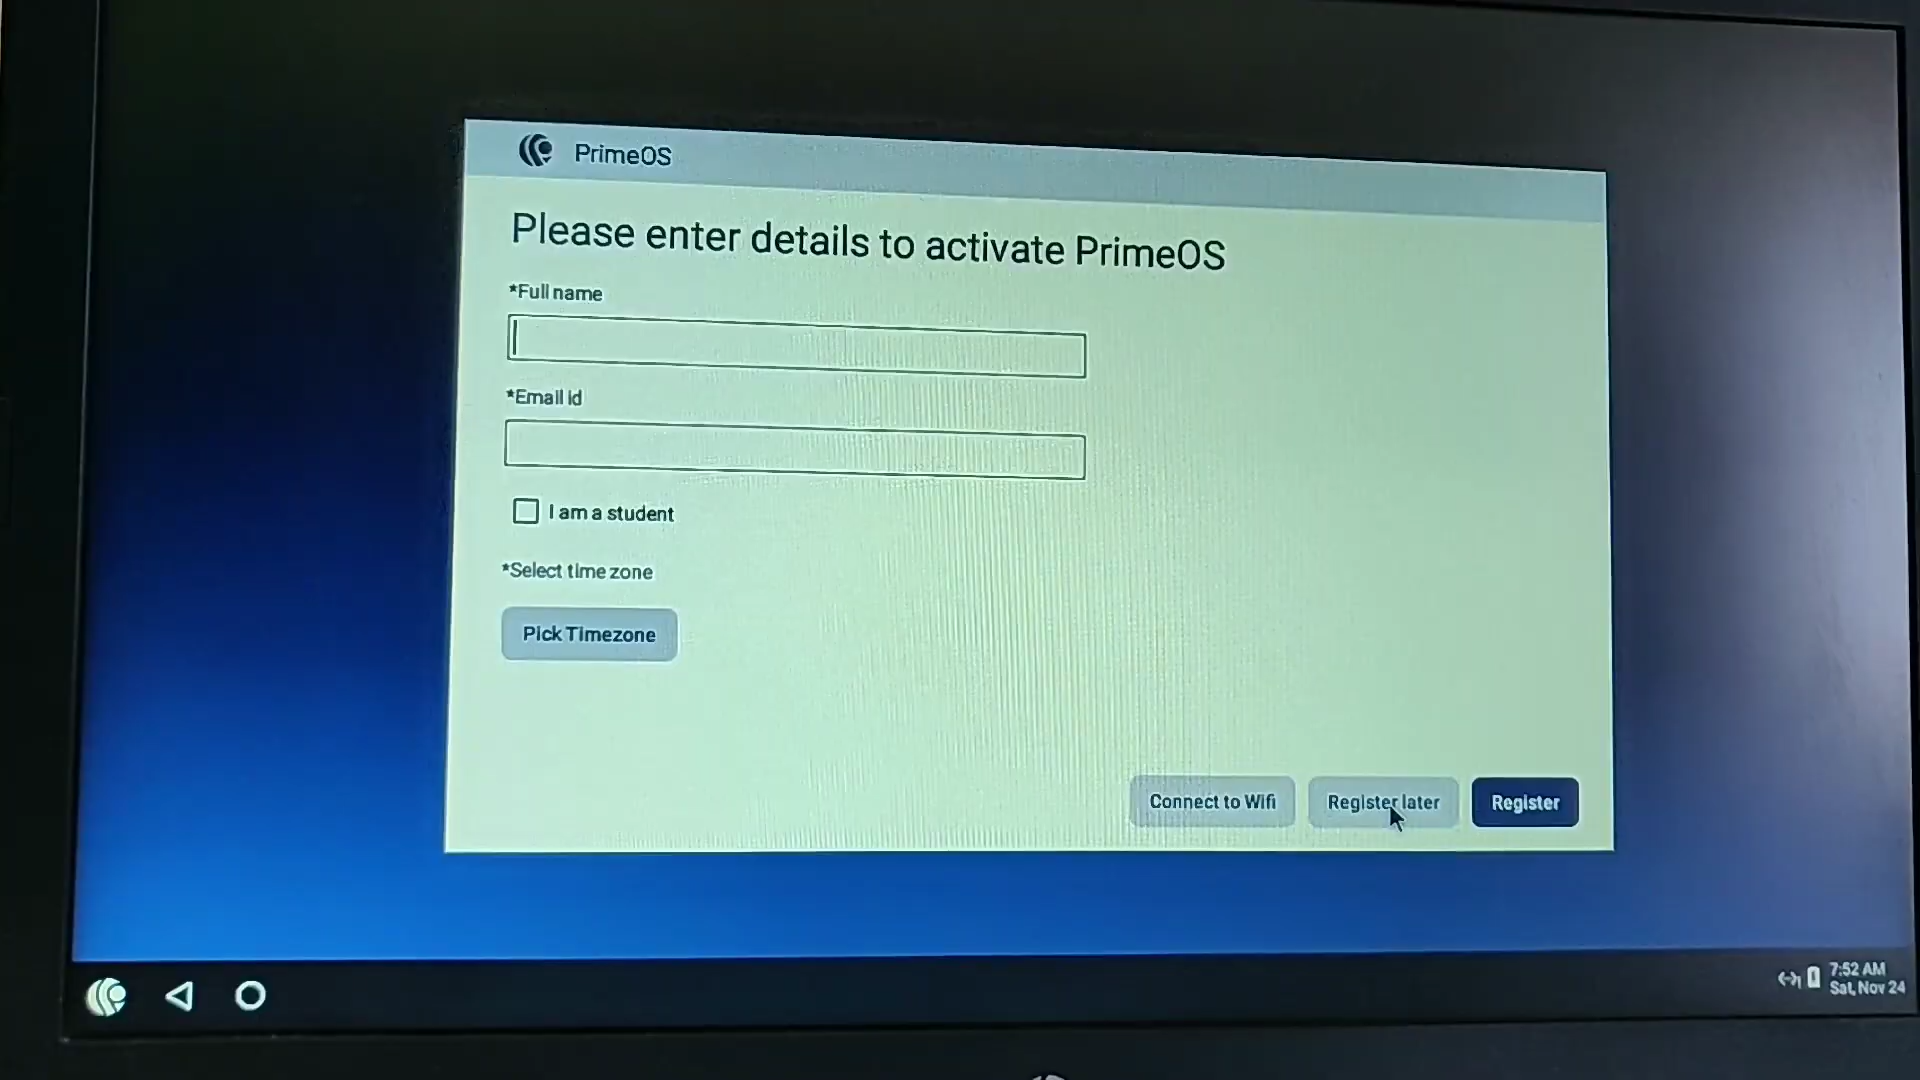 PrimeOS
Please enter details to activate PrimeOS
*Full name
*Email id
I am a student
*Select time zone
Pick Timezone
Connect to Wifi
Register later
Register
7:52 AM
Sat, Nov 24